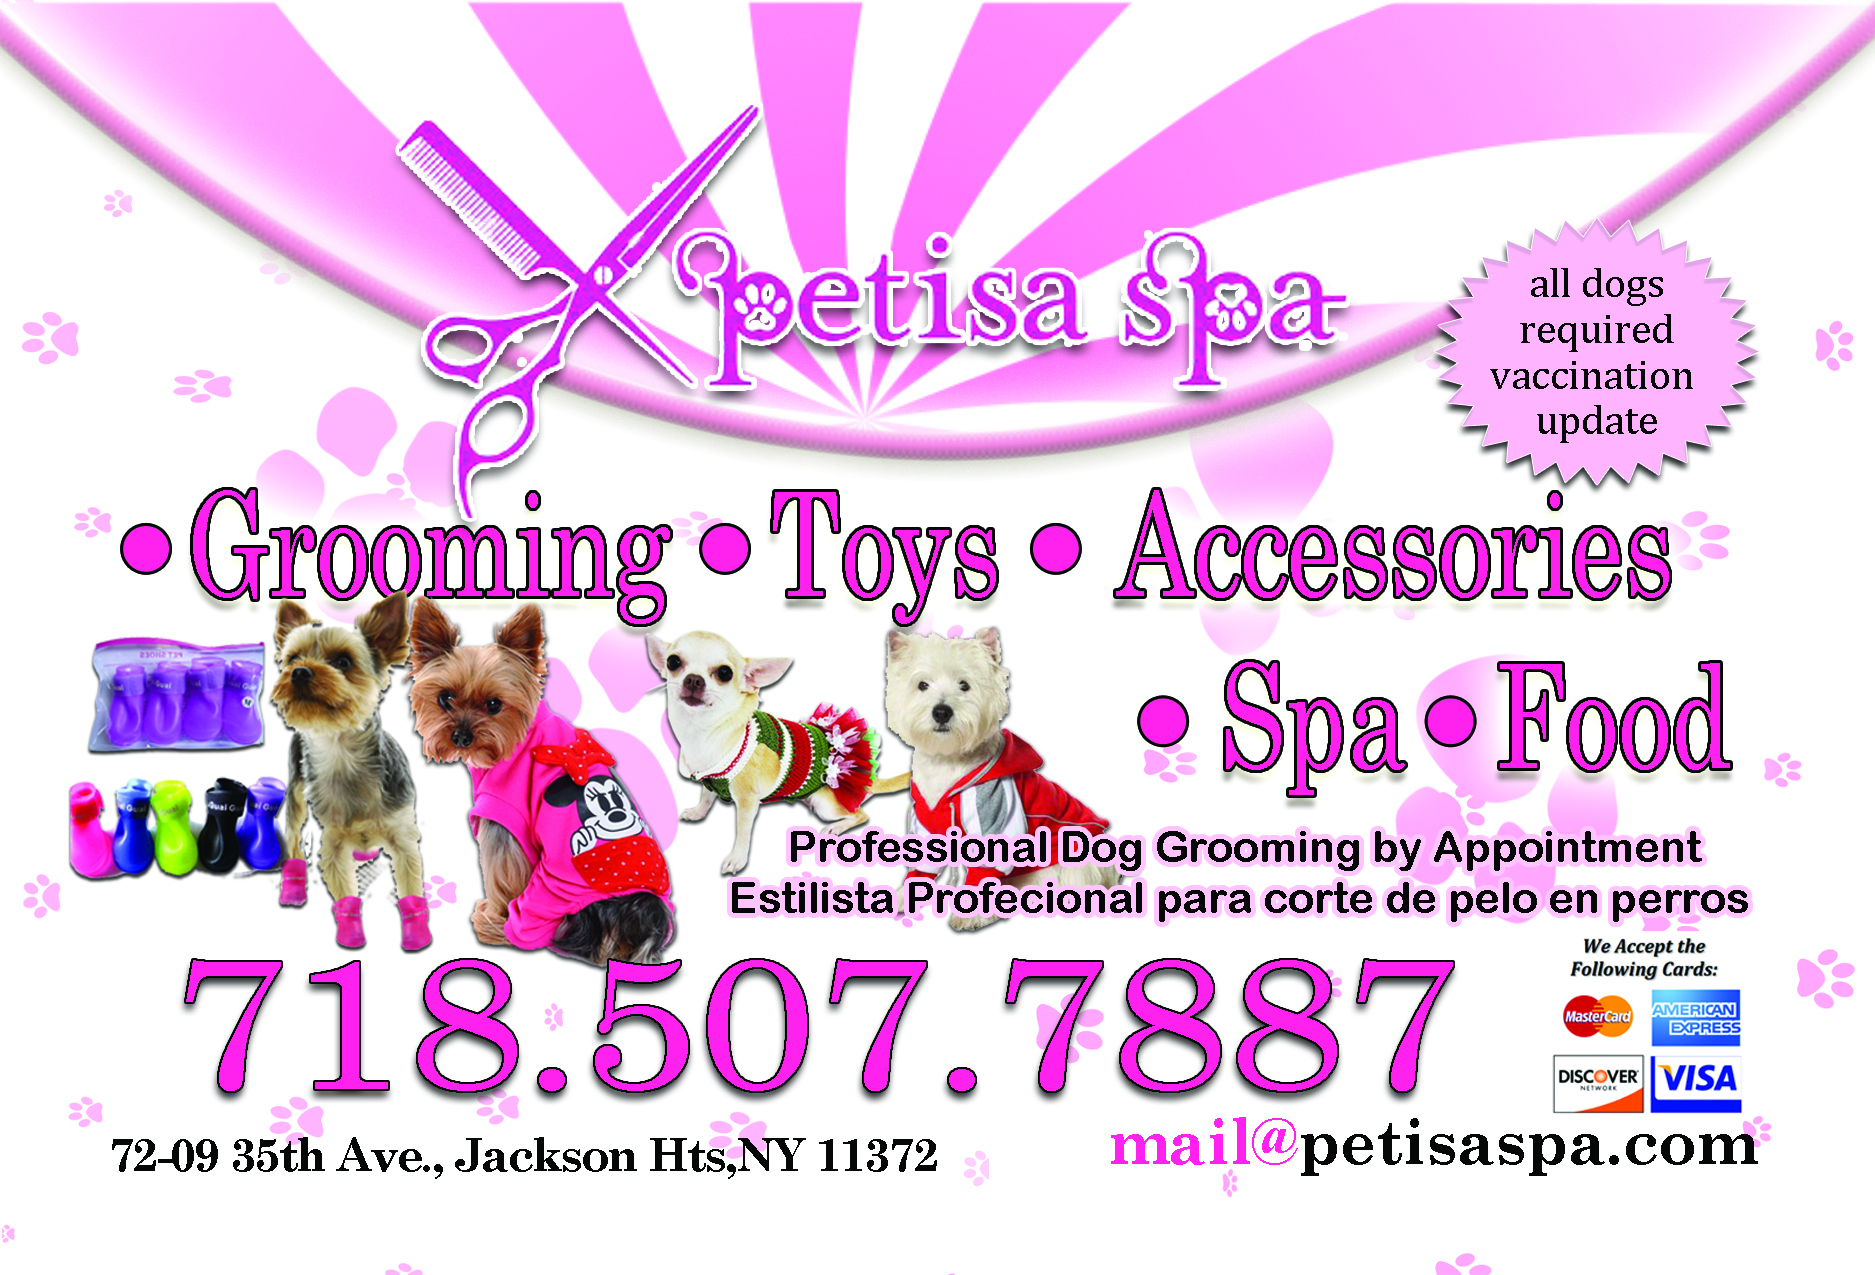 petisa spa
all dogs
required
vaccination
update
• Grooming • Toys • Accessories
• Spa • Food
Professional Dog Grooming by Appointment
Estilista Profecional para corte de pelo en perros
718.507.7887
We Accept the
Following Cards:
MasterCard
AMERICAN
EXPRESS
DISCOVER
NETWORK
VISA
72-09 35th Ave., Jackson Hts,NY 11372
mail@petisaspa.com